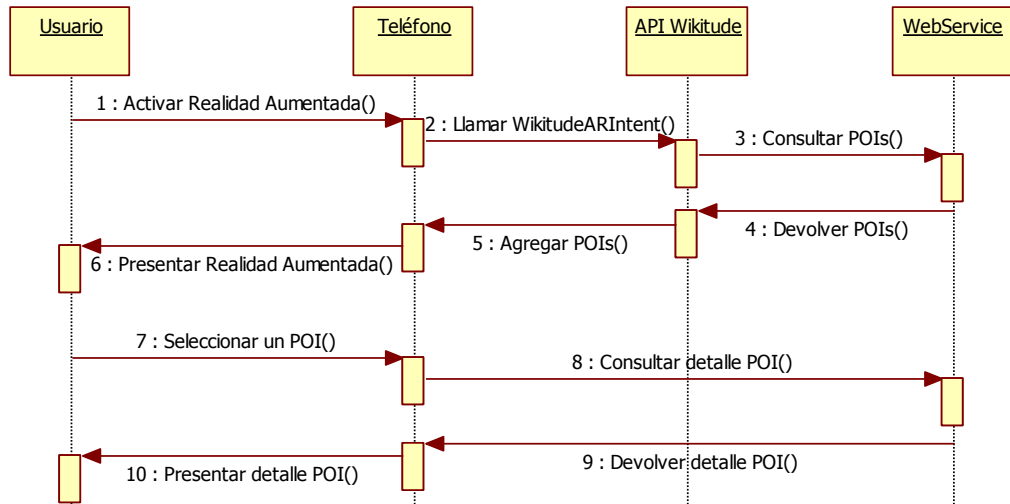 Usuario
Teléfono
API Wikitude
WebService
1 : Activar Realidad Aumentada()
2 : Llamar WikitudeARIntent()
3 : Consultar POIs()
4 : Devolver POIs()
5 : Agregar POIs()
6 : Presentar Realidad Aumentada()
7 : Seleccionar un POI()
8 : Consultar detalle POI()
9 : Devolver detalle POI()
10 : Presentar detalle POI()